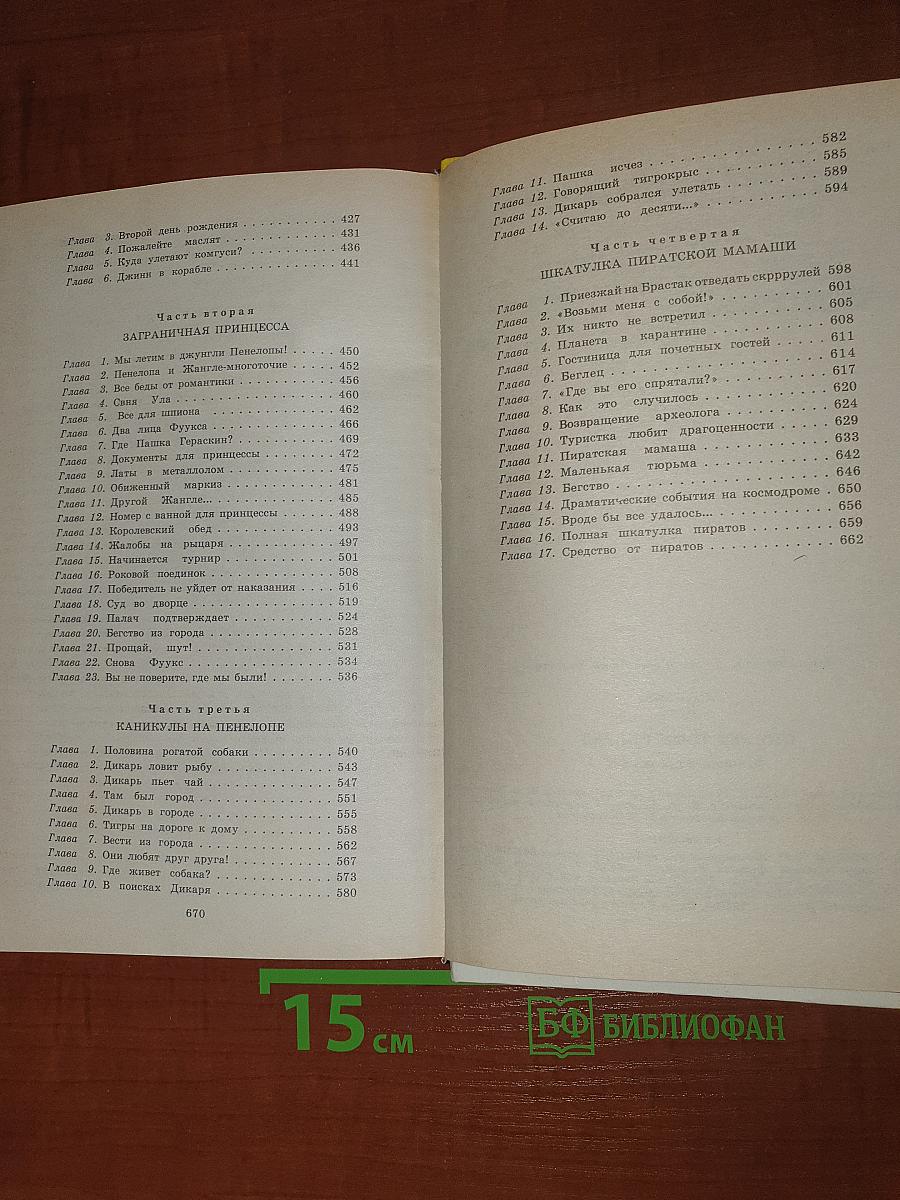 Глава 3. Второй день рождения . . . . . . . . . . . 427
Глава 4. Пожалейте маслят . . . . . . . . . . . . . 431
Глава 5. Куда улетают комгуси? . . . . . . . . . . 436
Глава 6. Джинн в корабле . . . . . . . . . . . . . . 441
Часть вторая
ЗАГРАНИЧНАЯ ПРИНЦЕССА
Глава 1. Мы летим в джунгли Пенелопы! . . . . . 450
Глава 2. Пенелопа и Жангле-многоточие . . . . . 452
Глава 3. Все беды от романтики . . . . . . . . . . 456
Глава 4. Свня Ула . . . . . . . . . . . . . . . . . 460
Глава 5. Все для шпиона . . . . . . . . . . . . . . 462
Глава 6. Два лица Фуукса . . . . . . . . . . . . . 466
Глава 7. Где Пашка Гераскин? . . . . . . . . . . . 469
Глава 8. Документы для принцессы . . . . . . . . 472
Глава 9. Латы в металлолом . . . . . . . . . . . . 475
Глава 10. Обиженный маркиз . . . . . . . . . . . . 481
Глава 11. Другой Жангле... . . . . . . . . . . . . . 485
Глава 12. Номер с ванной для принцессы . . . . . . 488
Глава 13. Королевский обед . . . . . . . . . . . . . 493
Глава 14. Жалобы на рыцаря . . . . . . . . . . . . 497
Глава 15. Начинается турнир . . . . . . . . . . . . 501
Глава 16. Роковой поединок . . . . . . . . . . . . . 508
Глава 17. Победитель не уйдет от наказания . . . . 516
Глава 18. Суд во дворце . . . . . . . . . . . . . . . 519
Глава 19. Палач подтверждает . . . . . . . . . . . 524
Глава 20. Бегство из города . . . . . . . . . . . . . 528
Глава 21. Прощай, шут! . . . . . . . . . . . . . . . 531
Глава 22. Снова Фуукс . . . . . . . . . . . . . . . 534
Глава 23. Вы не поверите, где мы были! . . . . . . . 536
Часть третья
КАНИКУЛЫ НА ПЕНЕЛОПЕ
Глава 1. Половина рогатой собаки . . . . . . . . . 540
Глава 2. Дикарь ловит рыбу . . . . . . . . . . . . 543
Глава 3. Дикарь пьет чай . . . . . . . . . . . . . 547
Глава 4. Там был город . . . . . . . . . . . . . . 551
Глава 5. Дикарь в городе . . . . . . . . . . . . . . 555
Глава 6. Тигры на дороге к дому . . . . . . . . . . 558
Глава 7. Вести из города . . . . . . . . . . . . . . 562
Глава 8. Они любят друг друга! . . . . . . . . . . 567
Глава 9. Где живет собака? . . . . . . . . . . . . 573
Глава 10. В поисках Дикаря . . . . . . . . . . . . 580
670
Глава 11. Пашка исчез . . . . . . . . . . . . . . . 582
Глава 12. Говорящий тигрокрыс . . . . . . . . . . 585
Глава 13. Дикарь собрался улетать . . . . . . . . 589
Глава 14. «Считаю до десяти...» . . . . . . . . . . 594
Часть четвертая
ШКАТУЛКА ПИРАТСКОЙ МАМАШИ
Глава 1. Приезжай на Брастак отведать скрррулей 598
Глава 2. «Возьми меня с собой!» . . . . . . . . . 601
Глава 3. Их никто не встретил . . . . . . . . . . 605
Глава 4. Планета в карантине . . . . . . . . . . . 608
Глава 5. Гостиница для почетных гостей . . . . . 611
Глава 6. Беглец . . . . . . . . . . . . . . . . . . 614
Глава 7. «Где вы его спрятали?» . . . . . . . . . 617
Глава 8. Как это случилось . . . . . . . . . . . . 620
Глава 9. Возвращение археолога . . . . . . . . . . 624
Глава 10. Туристка любит драгоценности . . . . . 629
Глава 11. Пиратская мамаша . . . . . . . . . . . . 633
Глава 12. Маленькая тюрьма . . . . . . . . . . . . 642
Глава 13. Бегство . . . . . . . . . . . . . . . . . . 646
Глава 14. Драматические события на космодроме . 650
Глава 15. Вроде бы все удалось... . . . . . . . . . 656
Глава 16. Полная шкатулка пиратов . . . . . . . . 659
Глава 17. Средство от пиратов . . . . . . . . . . . 662
15 см
БФ БИБЛИОФАН